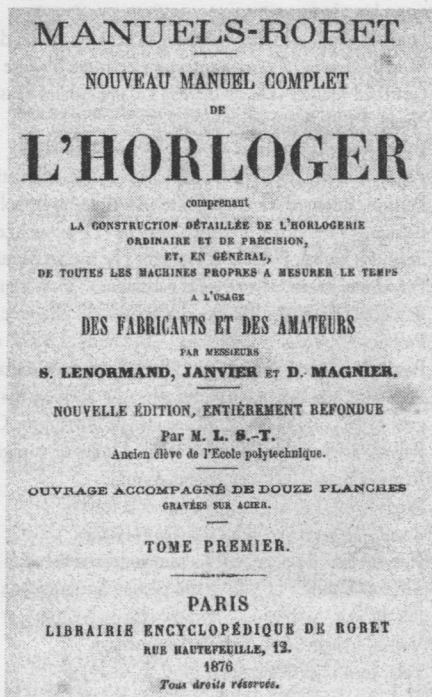 MANUELS-RORET
NOUVEAU MANUEL COMPLET
DE
L'HORLOGER
comprenant
LA CONSTRUCTION DÉTAILLÉE DE L'HORLOGERIE
ORDINAIRE ET DE PRÉCISION,
ET, EN GÉNÉRAL,
DE TOUTES LES MACHINES PROPRES A MESURER LE TEMPS
A L'USAGE
DES FABRICANTS ET DES AMATEURS
PAR MESSIEURS
S. LENORMAND, JANVIER ET D. MAGNIER.
NOUVELLE ÉDITION, ENTIÈREMENT REFONDUE
Par M. L. S.-T.
Ancien élève de l'Ecole polytechnique.
OUVRAGE ACCOMPAGNÉ DE DOUZE PLANCHES
GRAVÉES SUR ACIER.
TOME PREMIER.
PARIS
LIBRAIRIE ENCYCLOPÉDIQUE DE RORET
RUE HAUTEFEUILLE, 12.
1876
Tous droits réservés.